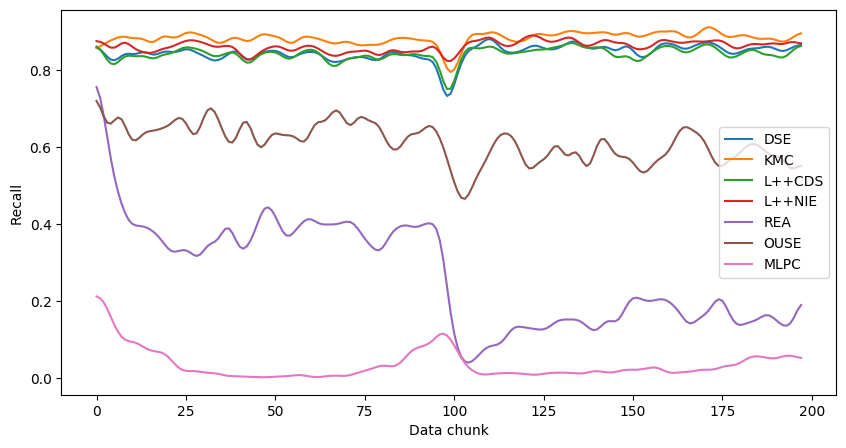 0.8
0.6
0.4
0.2
0.0
Recall
0 25 50 75 100 125 150 175 200
Data chunk
DSE
KMC
L++CDS
L++NIE
REA
OUSE
MLPC